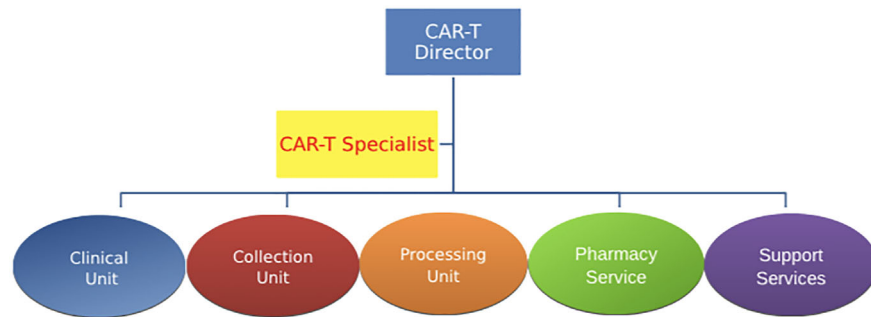 CAR-T
Director
CAR-T Specialist
Clinical
Unit
Collection
Unit
Processing
Unit
Pharmacy
Service
Support
Services